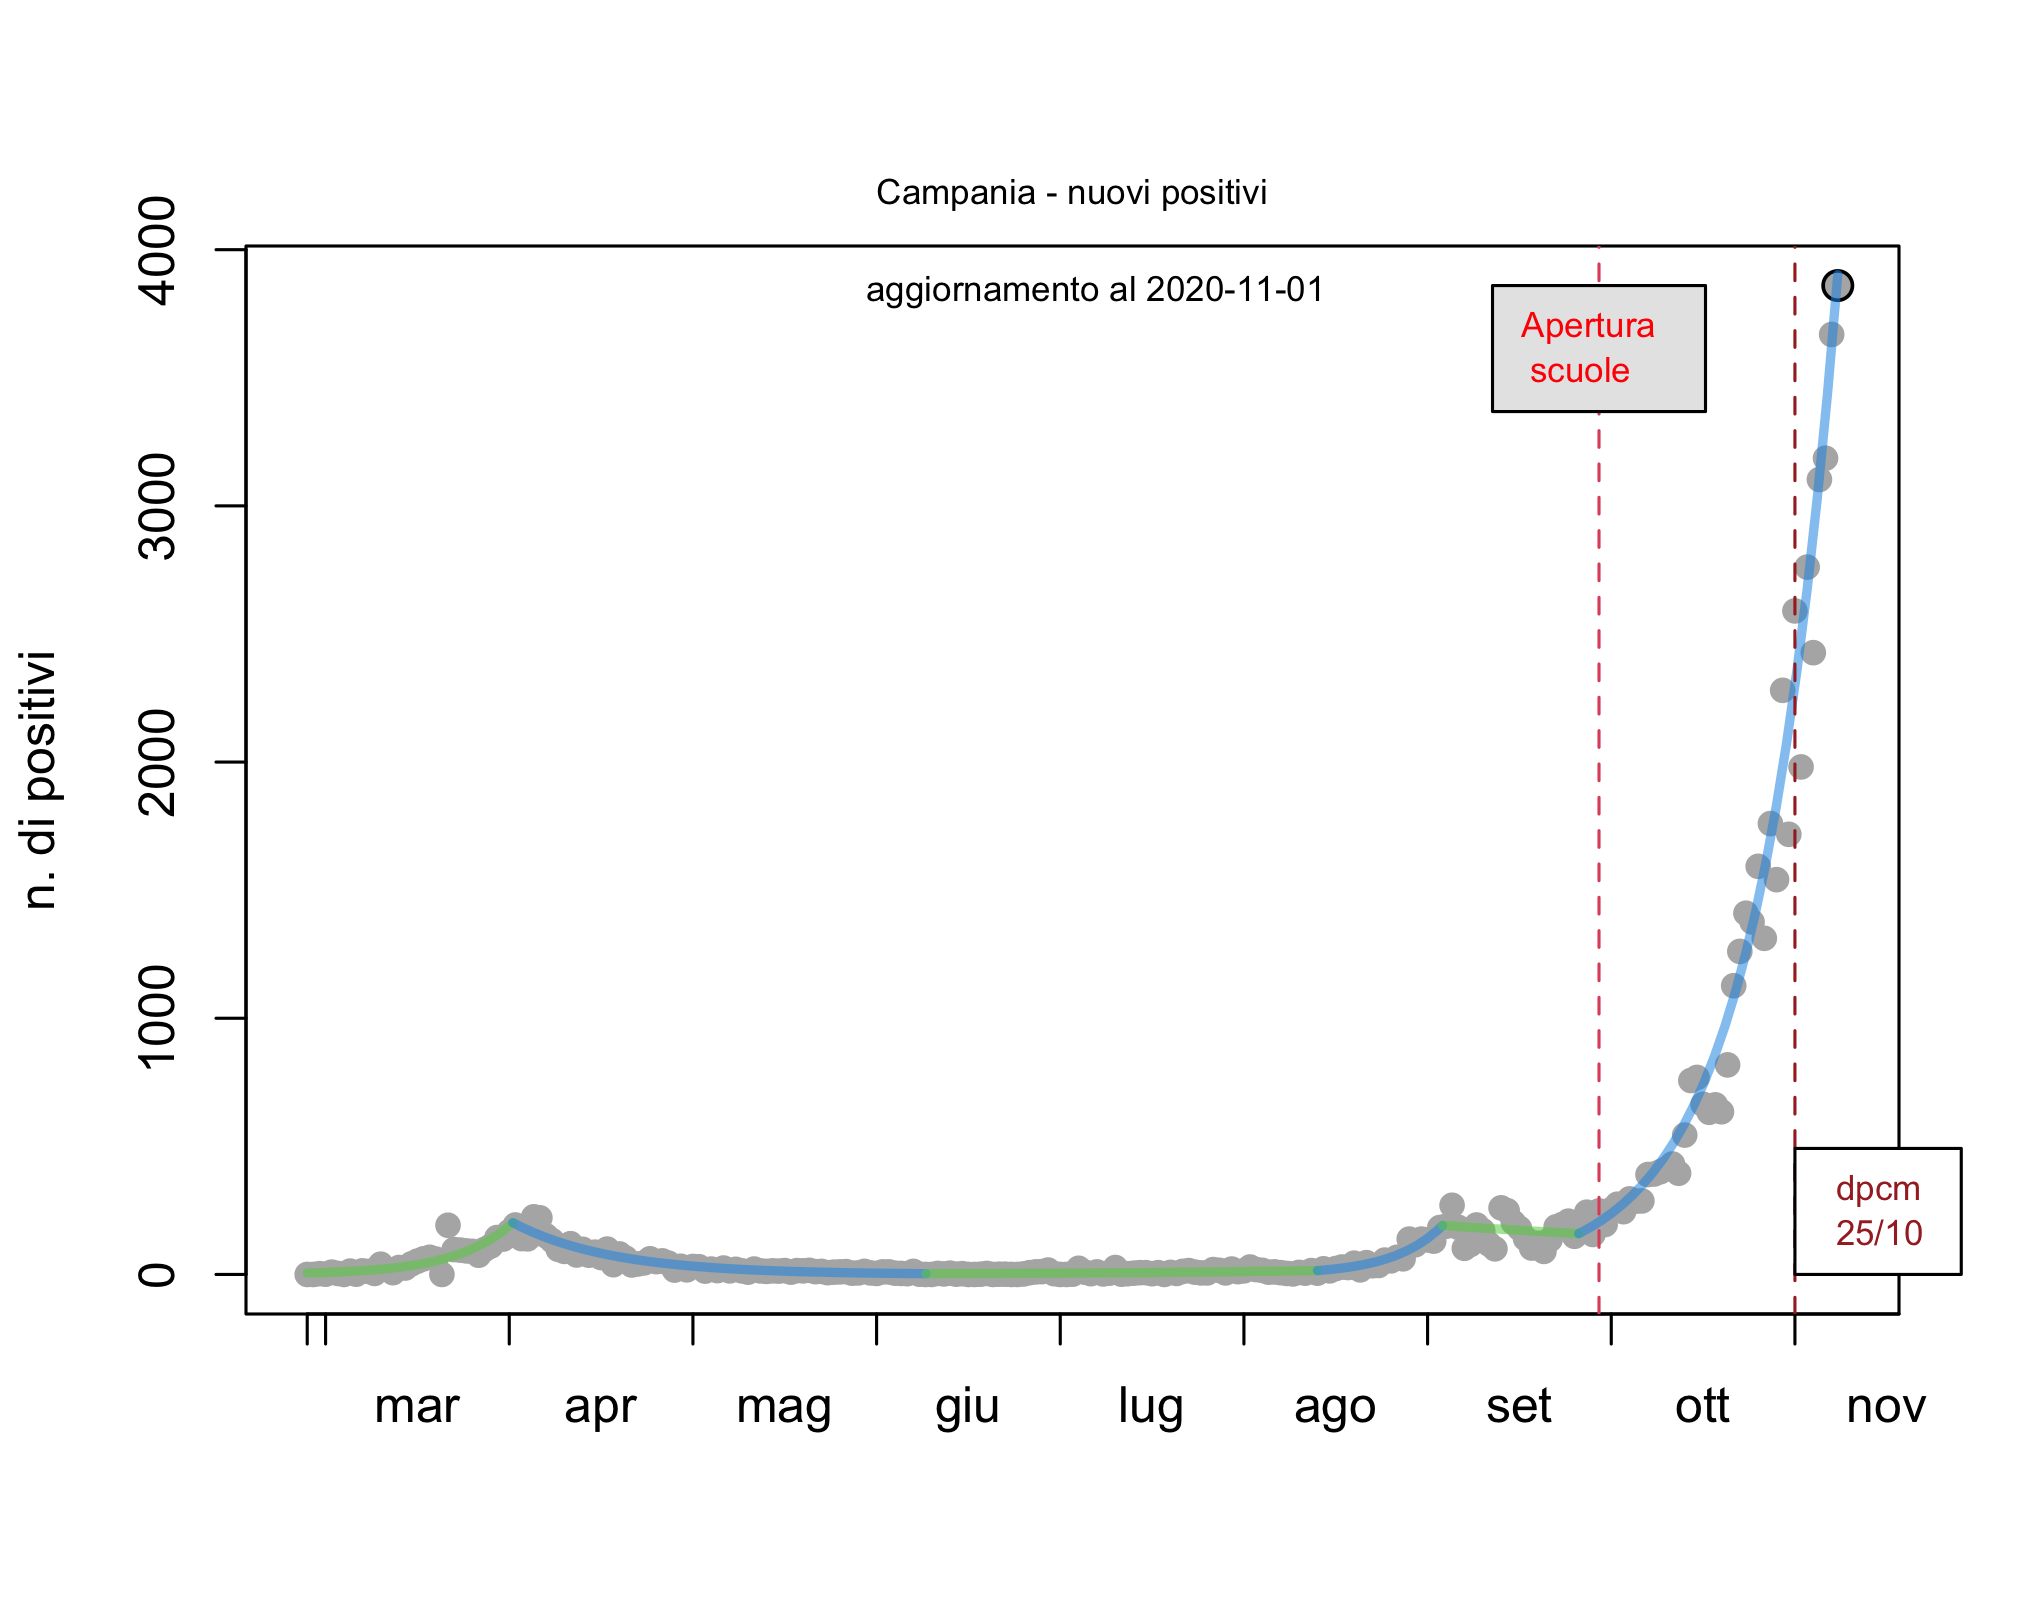 Campania - nuovi positivi
aggiornamento al 2020-11-01
Apertura
scuole
n. di positivi
4000
3000
2000
1000
0
dpcm
25/10
mar apr mag giu lug ago set ott nov